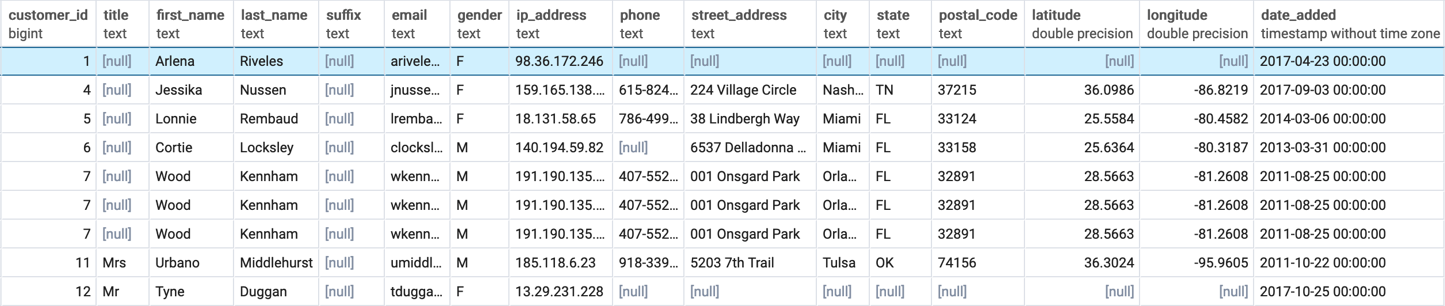 customer_id title first_name last_name suffix email gender ip_address phone street_address city state postal_code latitude longitude date_added
bigint text text text text text text text text text text text text double precision double precision timestamp without time zone
1 [null] Arlena Riveles [null] arivele... F 98.36.172.246 [null] [null] [null] [null] [null] [null] [null] 2017-04-23 00:00:00
4 [null] Jessika Nussen [null] jnusse... F 159.165.138.... 615-824... 224 Village Circle Nash... TN 37215 36.0986 -86.8219 2017-09-03 00:00:00
5 [null] Lonnie Rembaud [null] lremba... F 18.131.58.65 786-499... 38 Lindbergh Way Miami FL 33124 25.5584 -80.4582 2014-03-06 00:00:00
6 [null] Cortie Locksley [null] clocksl... M 140.194.59.82 [null] 6537 Delladonna ... Miami FL 33158 25.6364 -80.3187 2013-03-31 00:00:00
7 [null] Wood Kennham [null] wkenn... M 191.190.135.... 407-552... 001 Onsgard Park Orla... FL 32891 28.5663 -81.2608 2011-08-25 00:00:00
7 [null] Wood Kennham [null] wkenn... M 191.190.135.... 407-552... 001 Onsgard Park Orla... FL 32891 28.5663 -81.2608 2011-08-25 00:00:00
7 [null] Wood Kennham [null] wkenn... M 191.190.135.... 407-552... 001 Onsgard Park Orla... FL 32891 28.5663 -81.2608 2011-08-25 00:00:00
11 Mrs Urbano Middlehurst [null] umiddl... M 185.118.6.23 918-339... 5203 7th Trail Tulsa OK 74156 36.3024 -95.9605 2011-10-22 00:00:00
12 Mr Tyne Duggan [null] tdugga... F 13.29.231.228 [null] [null] [null] [null] [null] [null] [null] 2017-10-25 00:00:00